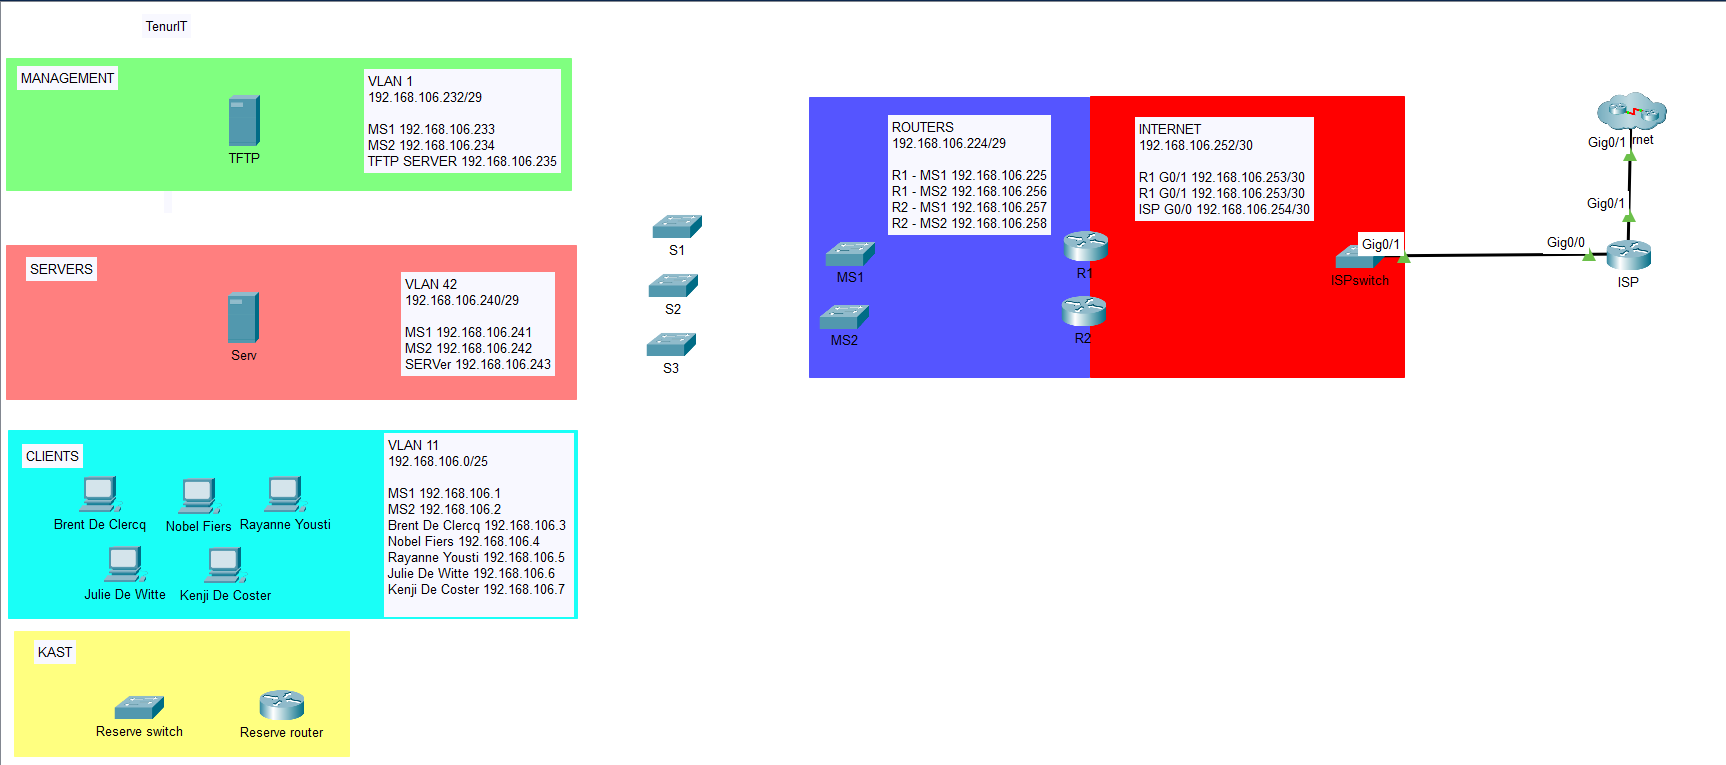 TenurIT
MANAGEMENT
TFTP
VLAN 1
192.168.106.232/29
MS1 192.168.106.233
MS2 192.168.106.234
TFTP SERVER 192.168.106.235
SERVERS
Serv
VLAN 42
192.168.106.240/29
MS1 192.168.106.241
MS2 192.168.106.242
SERVer 192.168.106.243
CLIENTS
Brent De Clercq
Nobel Fiers
Rayanne Yousti
Julie De Witte
Kenji De Coster
VLAN 11
192.168.106.0/25
MS1 192.168.106.1
MS2 192.168.106.2
Brent De Clercq 192.168.106.3
Nobel Fiers 192.168.106.4
Rayanne Yousti 192.168.106.5
Julie De Witte 192.168.106.6
Kenji De Coster 192.168.106.7
KAST
Reserve switch
Reserve router
S1
S2
S3
ROUTERS
192.168.106.224/29
R1 - MS1 192.168.106.225
R1 - MS2 192.168.106.256
R2 - MS1 192.168.106.257
R2 - MS2 192.168.106.258
MS1
MS2
R1
R2
INTERNET
192.168.106.252/30
R1 G0/1 192.168.106.253/30
R1 G0/1 192.168.106.253/30
ISP G0/0 192.168.106.254/30
Gig0/1
ISPswitch
Gig0/0
ISP
Gig0/1
Gig0/1
rnet